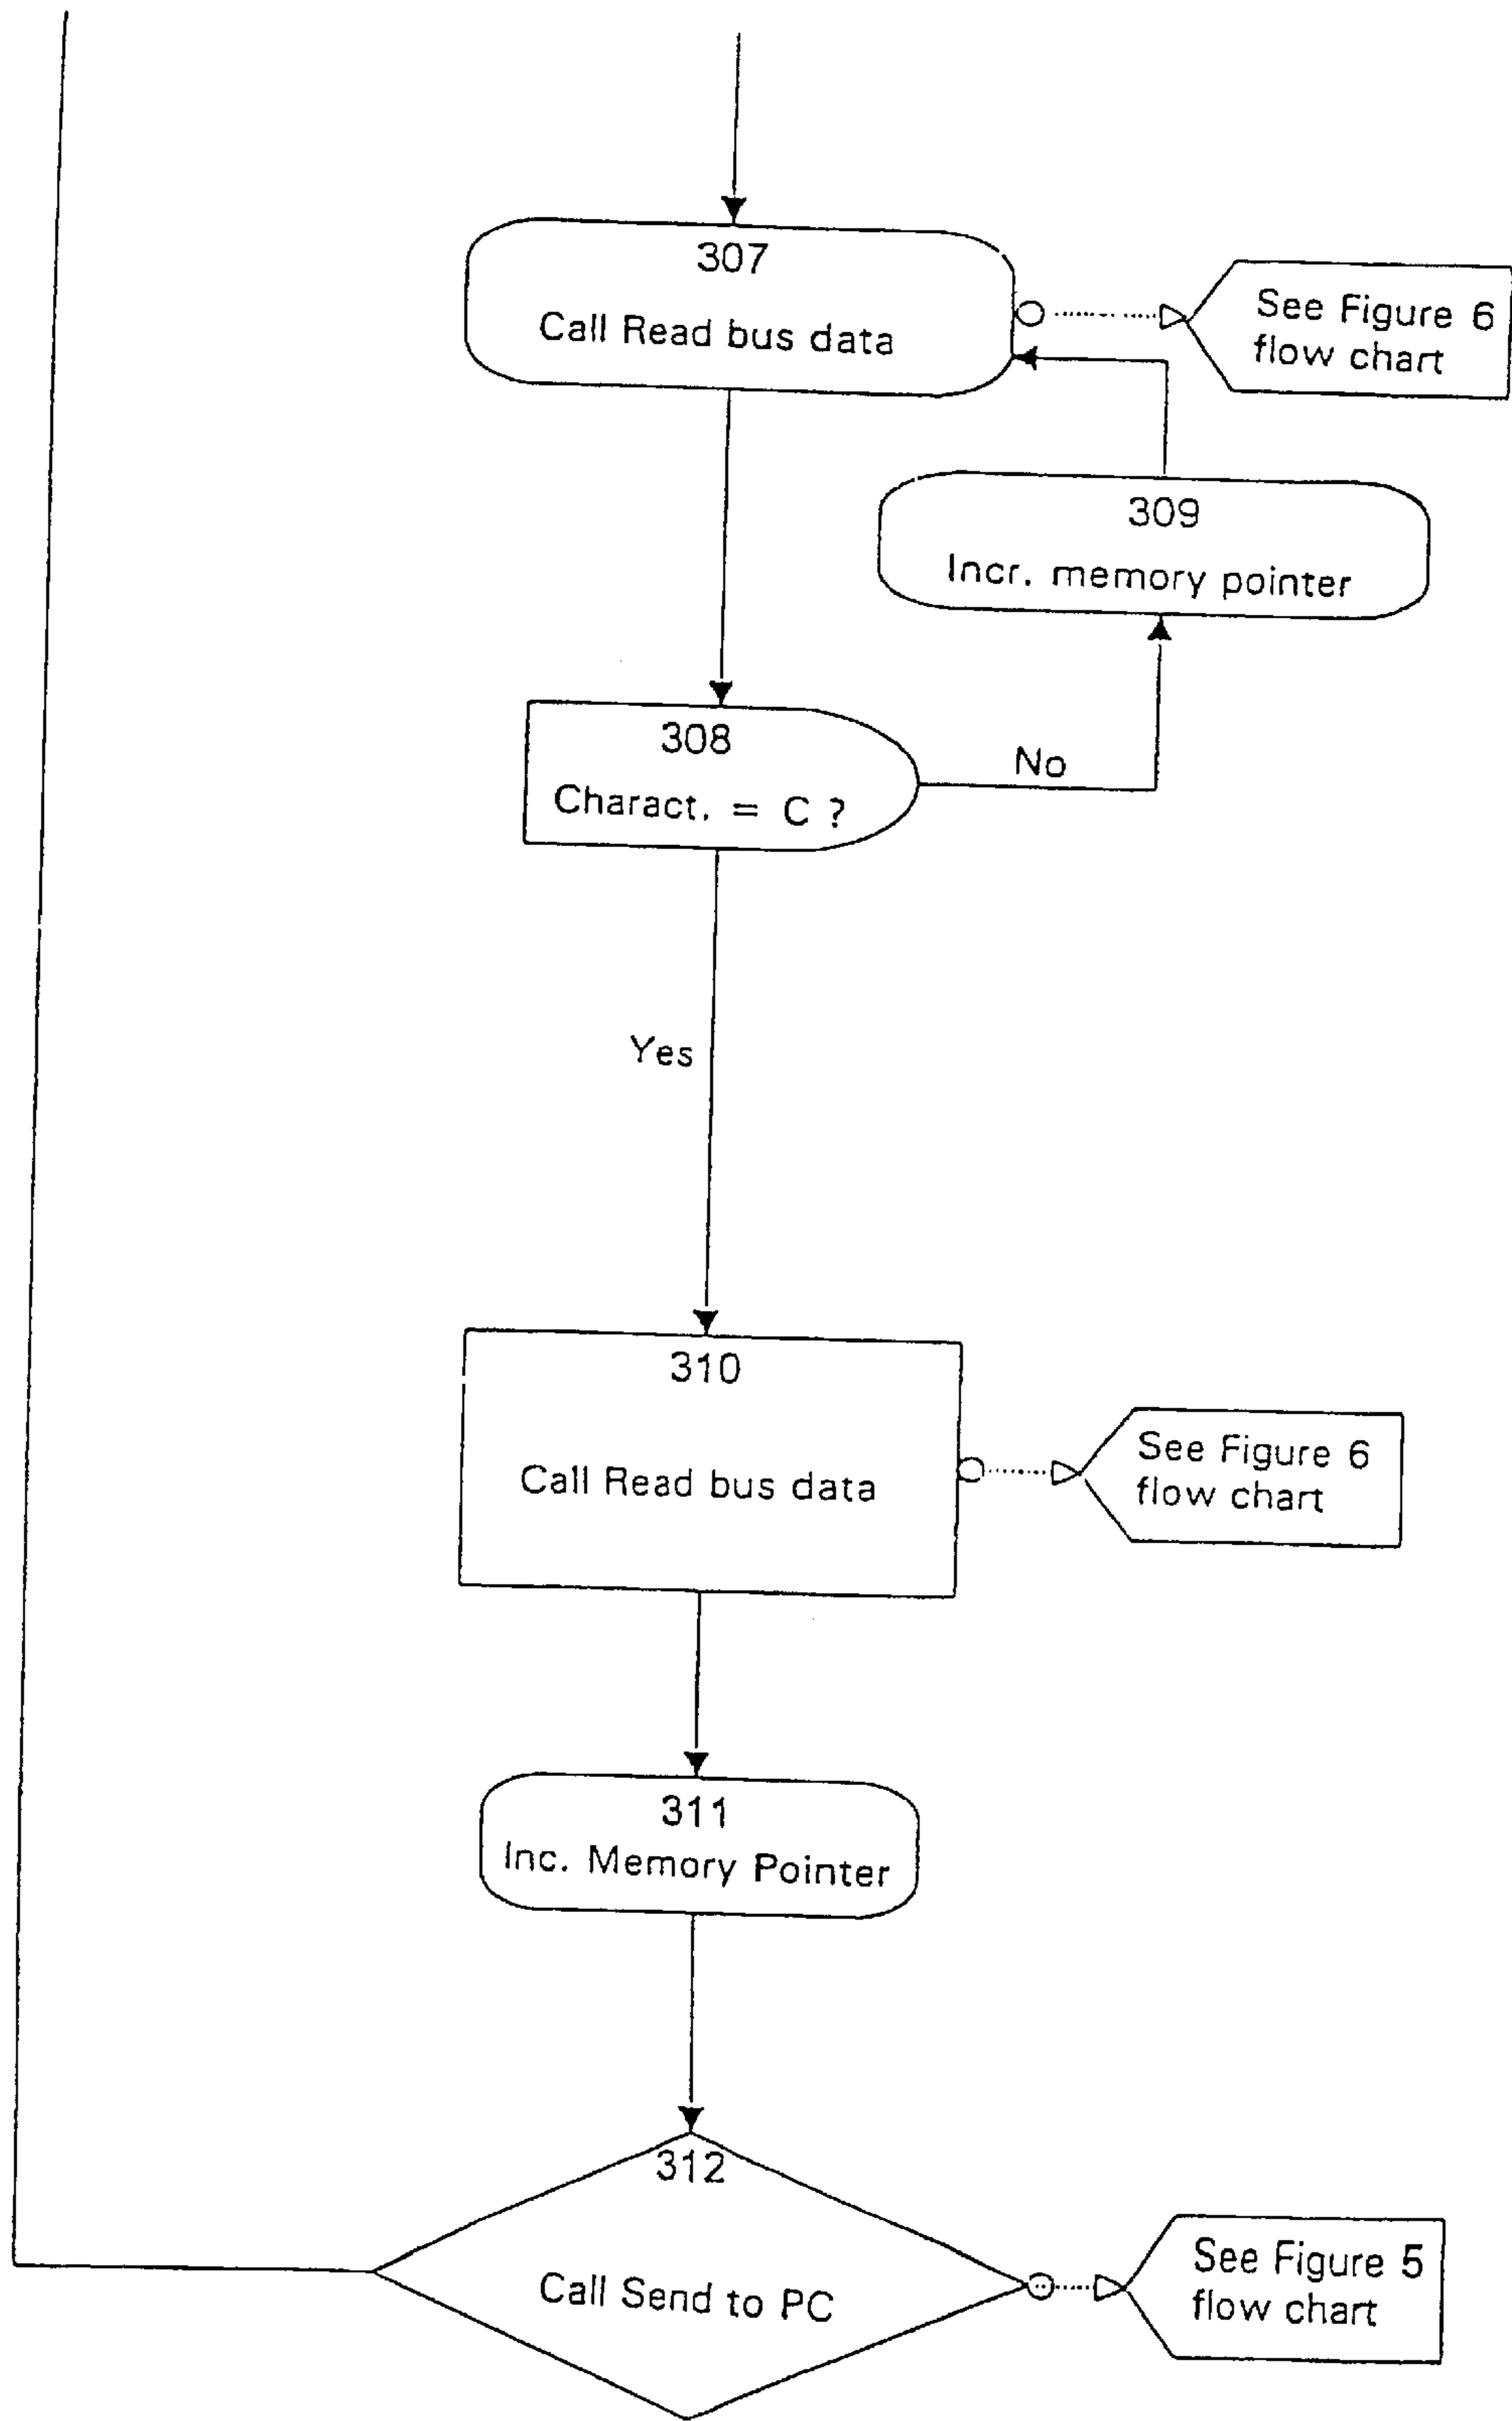 307
Call Read bus data
See Figure 6
flow chart
309
Incr. memory pointer
308
Charact. = C ?
No
Yes
310
Call Read bus data
See Figure 6
flow chart
311
Inc. Memory Pointer
312
Call Send to PC
See Figure 5
flow chart